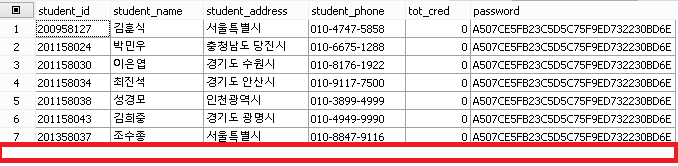 student_id student_name student_address student_phone tot_cred password
1 200958127 김훈식 서울특별시 010-4747-5858 0 A507CE5FB23C5D5C75F9ED732230BD6E
2 201158024 박민우 충청남도 당진시 010-6675-1288 0 A507CE5FB23C5D5C75F9ED732230BD6E
3 201158030 이은엽 경기도 수원시 010-8176-1922 0 A507CE5FB23C5D5C75F9ED732230BD6E
4 201158034 최진석 경기도 안산시 010-9117-7500 0 A507CE5FB23C5D5C75F9ED732230BD6E
5 201158038 성경모 인천광역시 010-3899-4999 0 A507CE5FB23C5D5C75F9ED732230BD6E
6 201158043 김희중 경기도 광명시 010-4949-9990 0 A507CE5FB23C5D5C75F9ED732230BD6E
7 201358037 조수종 서울특별시 010-8847-9116 0 A507CE5FB23C5D5C75F9ED732230BD6E